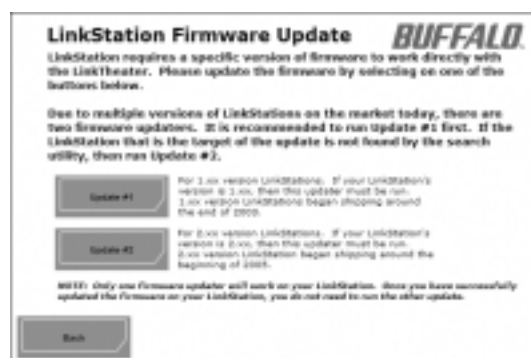 LinkStation Firmware Update
BUFFALO
LinkStation requires a specific version of firmware to work directly with
the LinkTheater. Please update the firmware by selecting on one of the
buttons below.
Due to multiple versions of LinkStations on the market today, there are
two firmware updaters. It is recommended to run Update #1 first. If the
LinkStation that is the target of the update is not found by the search
utility, then run Update #2.
Update #1
For 1.xx version LinkStations. If your LinkStation's
version is 1.xx, then this updater must be run.
1.xx version LinkStations began shipping around
the end of
Update #2
For 2.xx version LinkStations. If your LinkStation's
version is 2.xx, then this updater must be run.
2.xx version LinkStation began shipping around the
beginning of 2005.
NOTE: Only one firmware updater will work on your LinkStation. Once you have successfully
updated the firmware on your LinkStation, you do not need to run the other update.
Back